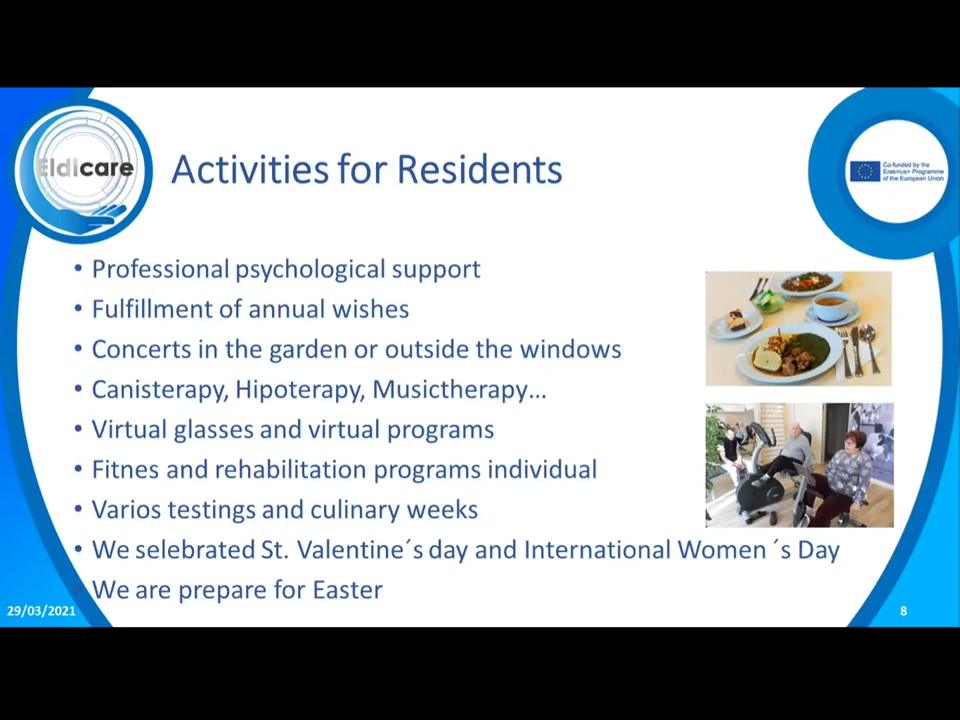 Eldicare
Activities for Residents
Co-funded by the
Erasmus+ Programme
of the European Union
• Professional psychological support
• Fulfillment of annual wishes
• Concerts in the garden or outside the windows
• Canisterapy, Hipoterapy, Musictherapy…
• Virtual glasses and virtual programs
• Fitnes and rehabilitation programs individual
• Varios testings and culinary weeks
• We selebrated St. Valentine´s day and International Women ´s Day
• We are prepare for Easter
29/03/2021
8